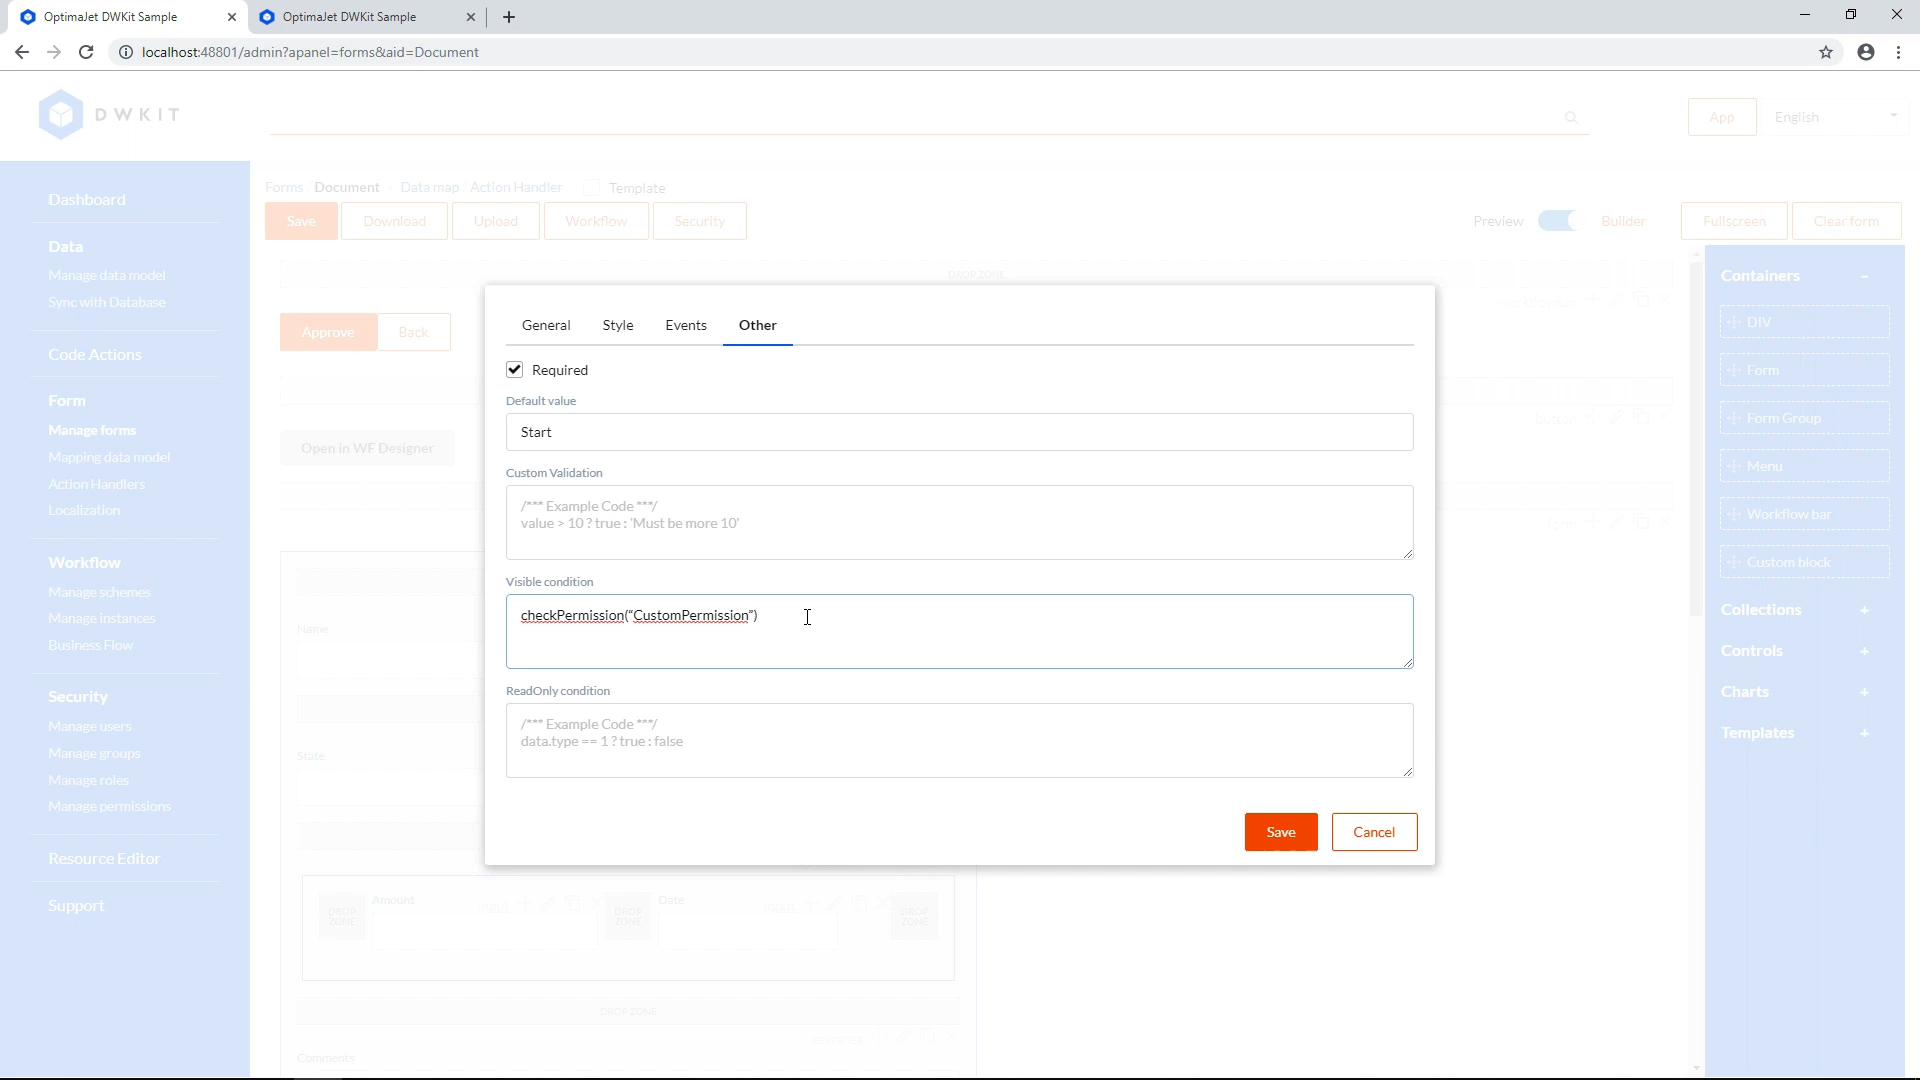 OptimaJet DWKit Sample
OptimaJet DWKit Sample
localhost:48801/admin?apanel=forms&aid=Document
DWKIT
App
English
Dashboard
Data
Manage data model
Sync with Database
Code Actions
Form
Manage forms
Mapping data model
Action Handlers
Localization
Workflow
Manage schemes
Manage instances
Business Flow
Security
Manage users
Manage groups
Manage roles
Manage permissions
Resource Editor
Support
Forms Document Data map Action Handler Template
Save Download Upload Workflow Security
Preview Builder Fullscreen Clear form
DROP ZONE
Approve Back
button
Open in WF Designer
form
Name
State
General Style Events Other
Required
Default value
Start
Custom Validation
/*** Example Code ***/
value > 10 ? true : 'Must be more 10'
Visible condition
checkPermission(“CustomPermission”)
ReadOnly condition
/*** Example Code ***/
data.type == 1 ? true : false
Save Cancel
DROP ZONE
Amount
input
DROP ZONE
Date
input
DROP ZONE
DROP ZONE
Comments
Containers
DIV
Form
Form Group
Menu
Workflow bar
Custom block
Collections
Controls
Charts
Templates